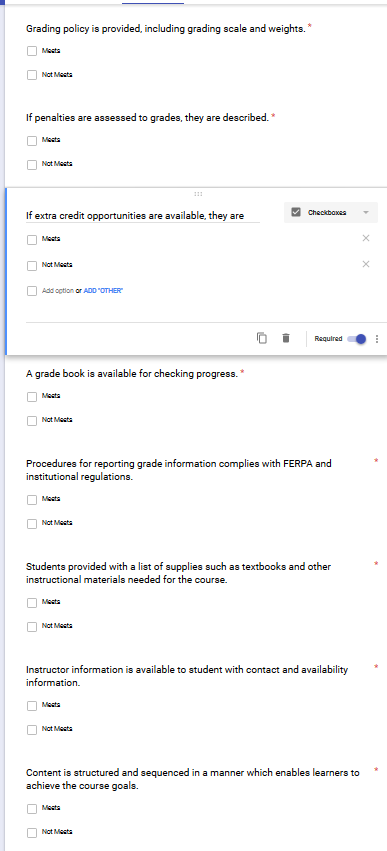 Grading policy is provided, including grading scale and weights. *
Meets
Not Meets
If penalties are assessed to grades, they are described. *
Meets
Not Meets
If extra credit opportunities are available, they are
Checkboxes
Meets
Not Meets
Add option or ADD "OTHER"
Required
A grade book is available for checking progress. *
Meets
Not Meets
Procedures for reporting grade information complies with FERPA and *
institutional regulations.
Meets
Not Meets
Students provided with a list of supplies such as textbooks and other *
instructional materials needed for the course.
Meets
Not Meets
Instructor information is available to student with contact and availability *
information.
Meets
Not Meets
Content is structured and sequenced in a manner which enables learners to *
achieve the course goals.
Meets
Not Meets